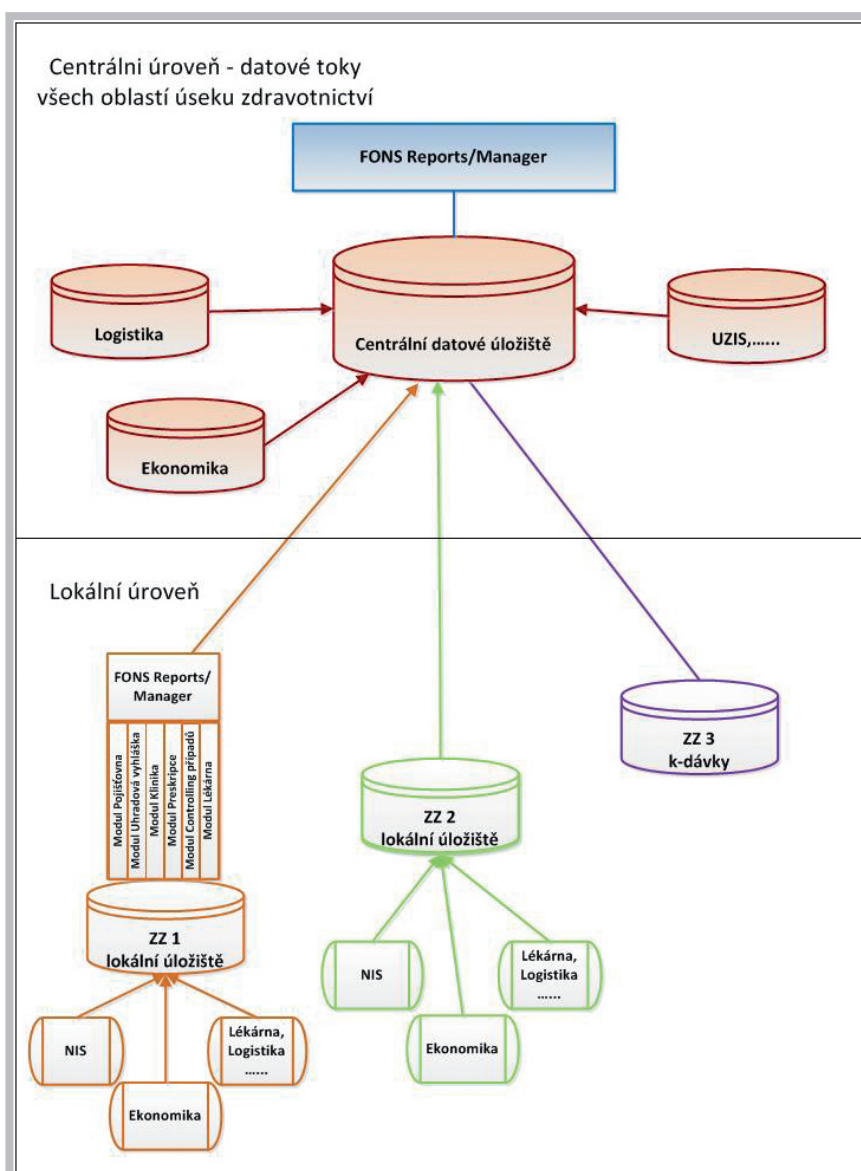 Centrálni úroveň - datové toky
všech oblastí úseku zdravotnictví
FONS Reports/Manager
Logistika
Centrální datové úložiště
UZIS,…...
Ekonomika
Lokální úroveň
FONS Reports/
Manager
Modul Pojišťovna
Modul Uhradová vyhláška
Modul Klinika
Modul Preskripce
Modul Controlling případů
Modul Lékárna
ZZ 1
lokální úložiště
NIS
Ekonomika
Lékárna,
Logistika
…...
ZZ 2
lokální úložiště
NIS
Ekonomika
Lékárna,
Logistika
…...
ZZ 3
k-dávky